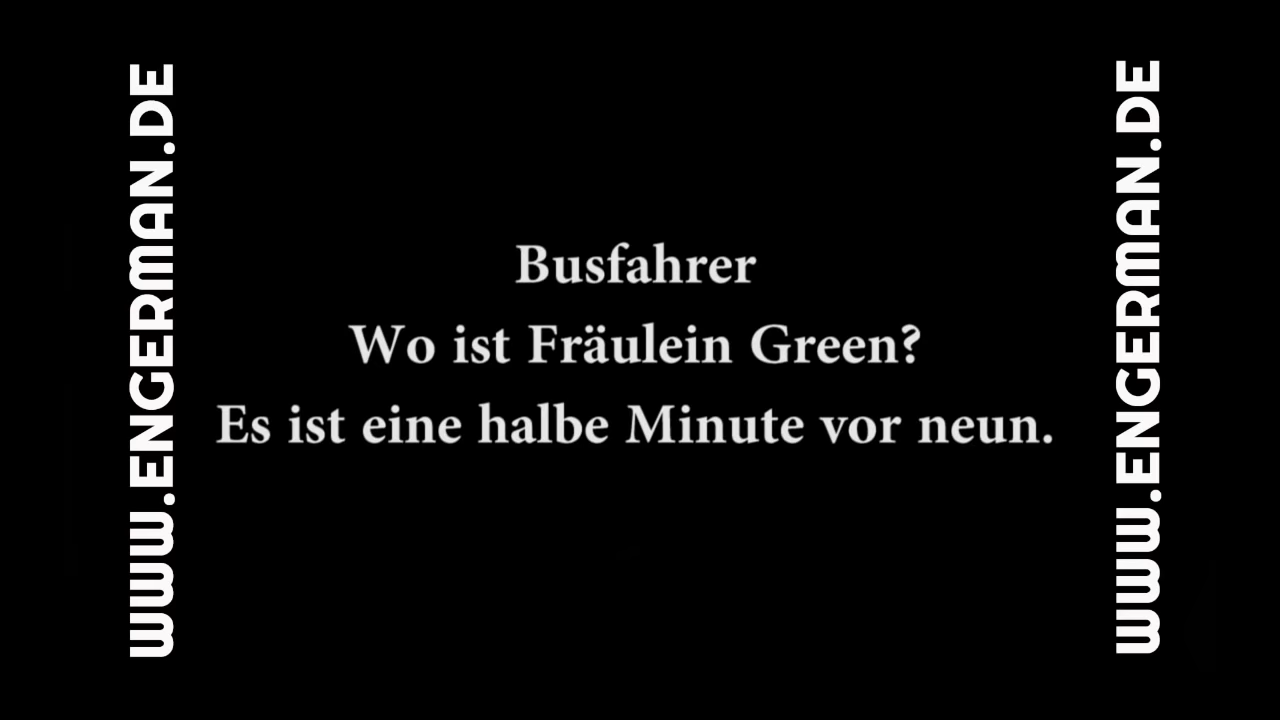 WWW.ENGERMAN.DE
Busfahrer
Wo ist Fräulein Green?
Es ist eine halbe Minute vor neun.
WWW.ENGERMAN.DE